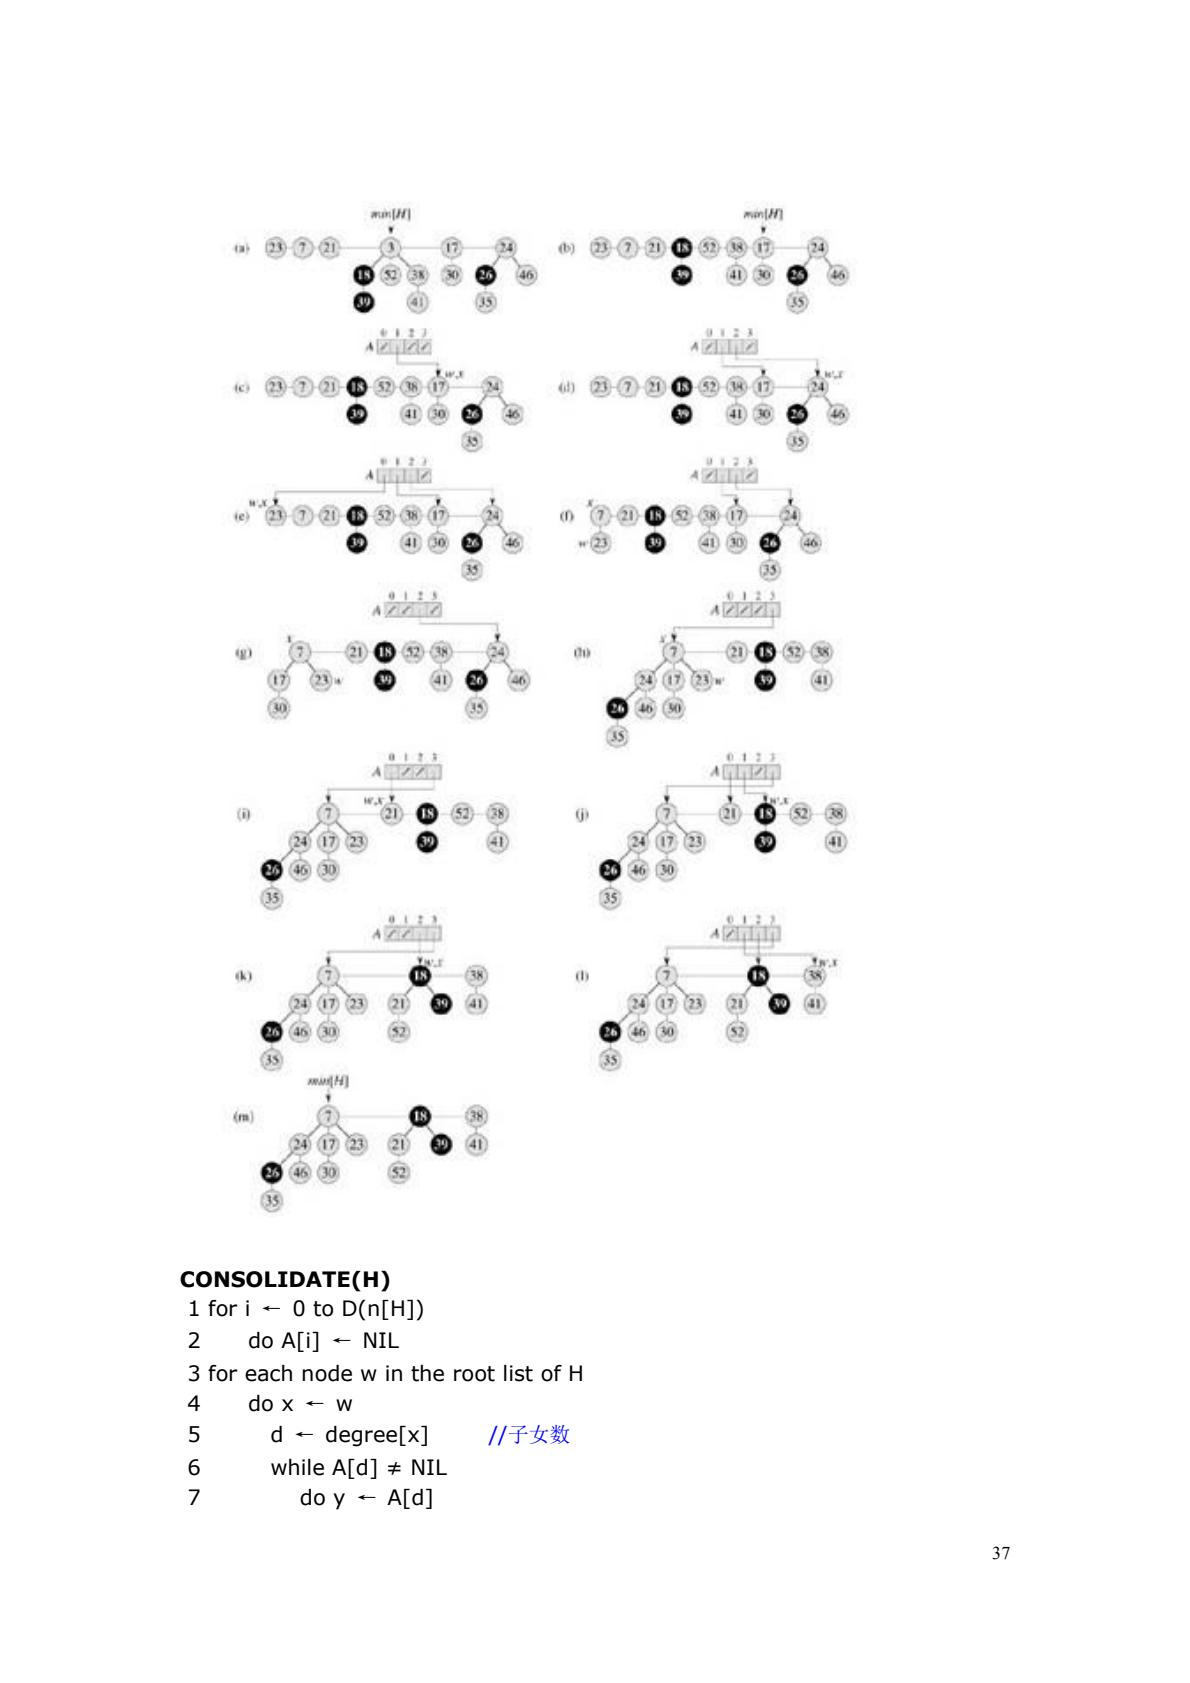 min[H] min[H]
(a) 23 7 21 3 17 24 (b) 23 7 21 18 52 38 17 24
18 52 38 30 26 46 39 41 30 26 46
39 41 35 35
0 1 2 3 0 1 2 3
A A
w,x w,x
(c) 23 7 21 18 52 38 17 24 (d) 23 7 21 18 52 38 17 24
39 41 30 26 46 39 41 30 26 46
35 35
0 1 2 3 0 1 2 3
A A
w,x x
(e) 23 7 21 18 52 38 17 24 (f) 7 21 18 52 38 17 24
39 41 30 26 46 w 23 39 41 30 26 46
35 35
0 1 2 3 0 1 2 3
A A
x x
(g) 7 21 18 52 38 24 (h) 7 21 18 52 38
17 23 w 39 41 26 46 24 17 23 w 39 41
30 35 26 46 30
35
0 1 2 3 0 1 2 3
A A
w,x w,x
(i) 7 21 18 52 38 (j) 7 21 18 52 38
24 17 23 39 41 24 17 23 39 41
26 46 30 26 46 30
35 35
0 1 2 3 0 1 2 3
A A
w,x w,x
(k) 7 18 38 (l) 7 18 38
24 17 23 21 39 41 24 17 23 21 39 41
26 46 30 52 26 46 30 52
35 35
min[H]
(m) 7 18 38
24 17 23 21 39 41
26 46 30 52
35
CONSOLIDATE(H)
1 for i ← 0 to D(n[H])
2 do A[i] ← NIL
3 for each node w in the root list of H
4 do x ← w
5 d ← degree[x] //子女数
6 while A[d] ≠ NIL
7 do y ← A[d]
37